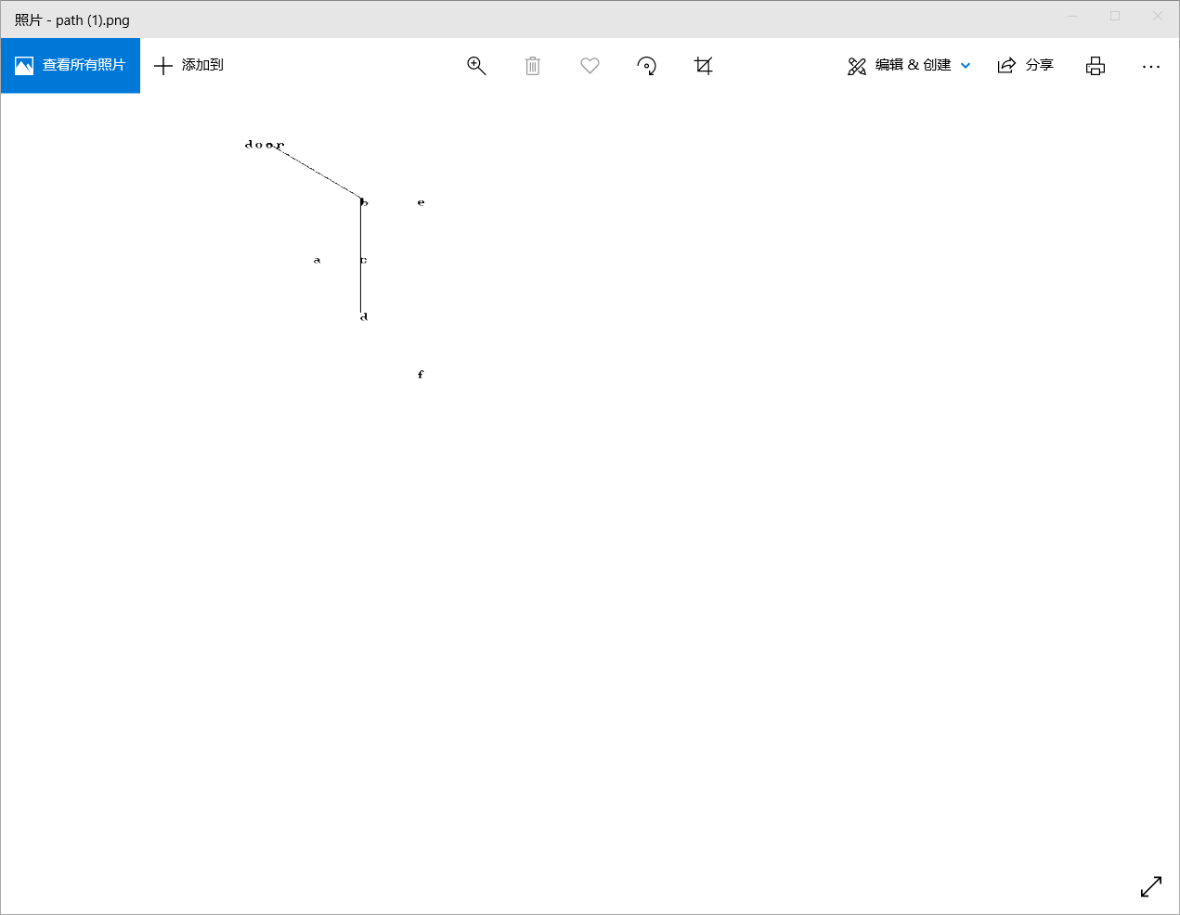 照片 - path (1).png
查看所有照片 添加到 编辑 & 创建 分享
door
b e
a c
d
f